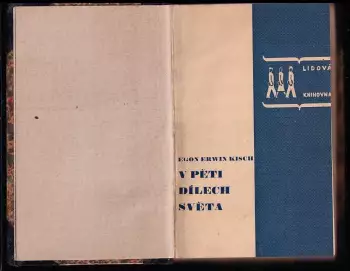 LIDOVÁ
KNIHOVNA
EGON ERWIN KISCH
V PĚTI
DÍLECH
SVĚTA